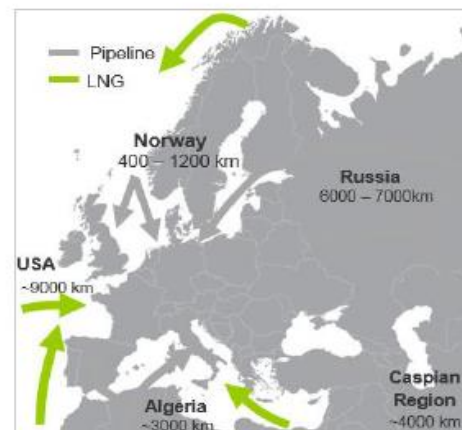 Pipeline
LNG
Norway
400 – 1200 km
Russia
6000 – 7000km
USA
~9000 km
Algeria
~3000 km
Caspian
Region
~4000 km